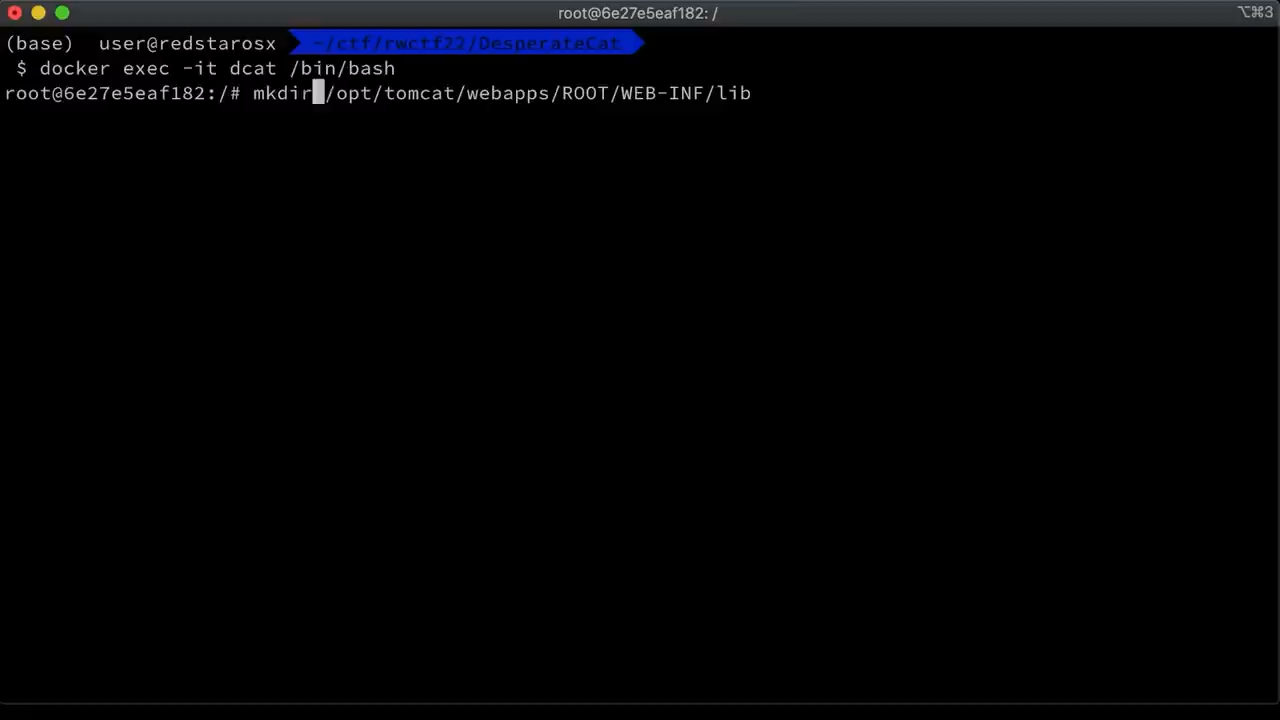 root@6e27e5eaf182: /
⌥⌘3
(base) user@redstarosx ~/ctf/rwctf22/DesperateCat
$ docker exec -it dcat /bin/bash
root@6e27e5eaf182:/# mkdir /opt/tomcat/webapps/ROOT/WEB-INF/lib